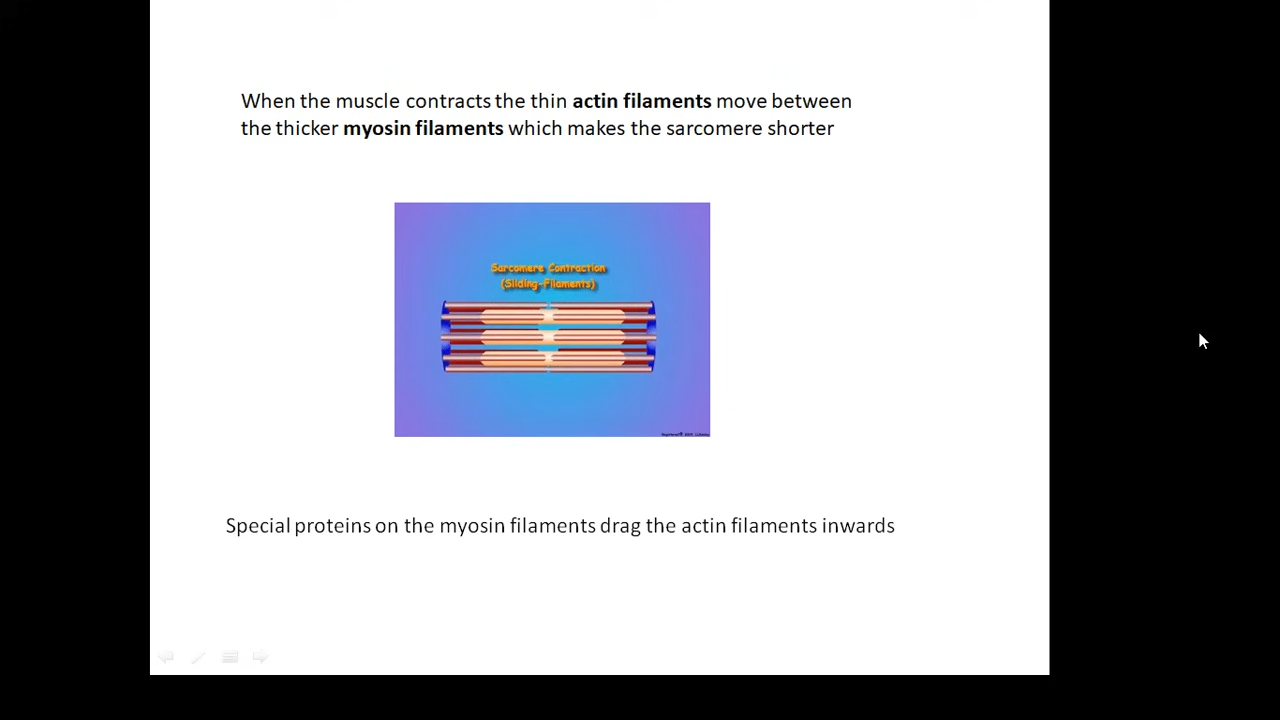 When the muscle contracts the thin actin filaments move between
the thicker myosin filaments which makes the sarcomere shorter
Sarcomere Contraction
(Sliding-Filaments)
Special proteins on the myosin filaments drag the actin filaments inwards